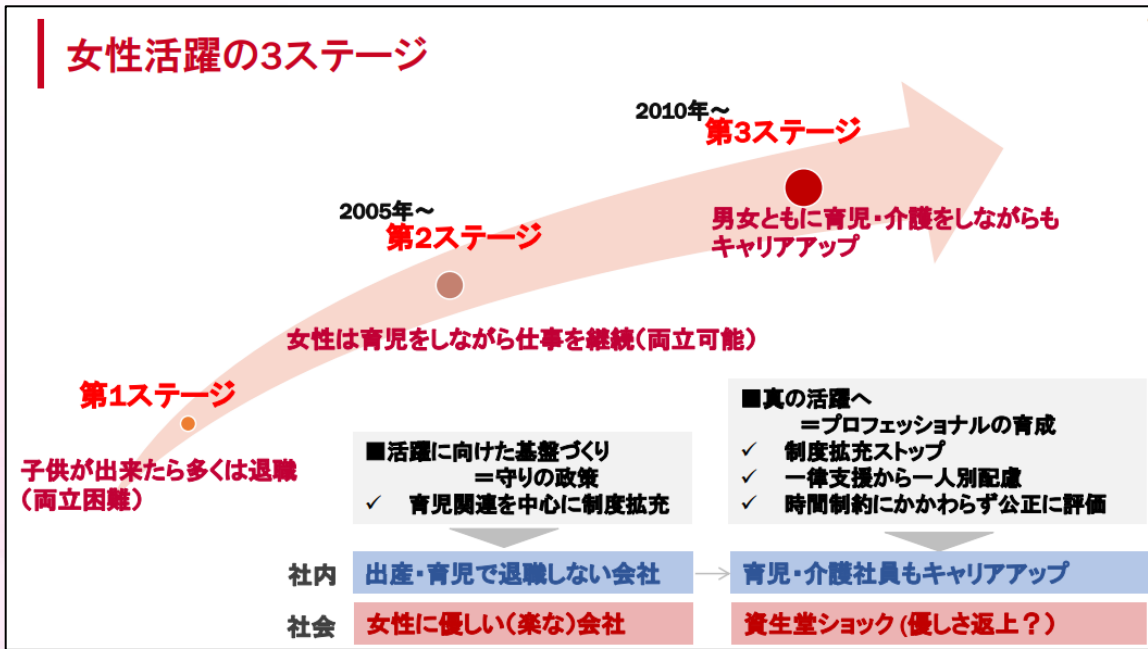 女性活躍の3ステージ
2010年～
第3ステージ
男女ともに育児・介護をしながらも
キャリアアップ
2005年～
第2ステージ
女性は育児をしながら仕事を継続（両立可能）
第1ステージ
子供が出来たら多くは退職
（両立困難）
■活躍に向けた基盤づくり
＝守りの政策
✓ 育児関連を中心に制度拡充
■真の活躍へ
＝プロフェッショナルの育成
✓ 制度拡充ストップ
✓ 一律支援から一人別配慮
✓ 時間制約にかかわらず公正に評価
社内 出産・育児で退職しない会社 育児・介護社員もキャリアアップ
社会 女性に優しい（楽な）会社 資生堂ショック (優しさ返上？)